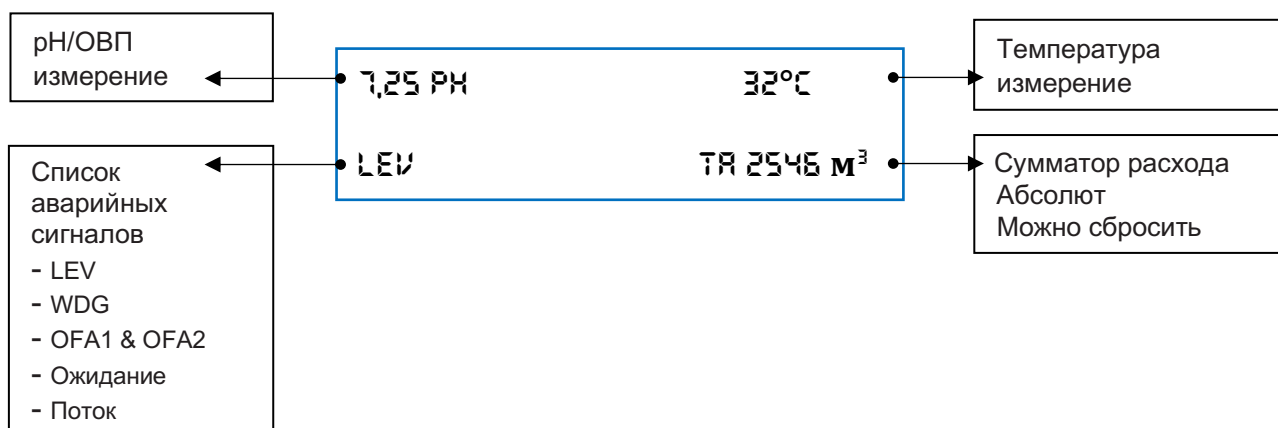 pH/ОВП
измерение
7,25 PH
32°C
Температура
измерение
Список
аварийных
сигналов
- LEV
- WDG
- OFA1 & OFA2
- Ожидание
- Поток
LEV
TA 2546 м³
Сумматор расхода
Абсолют
Можно сбросить